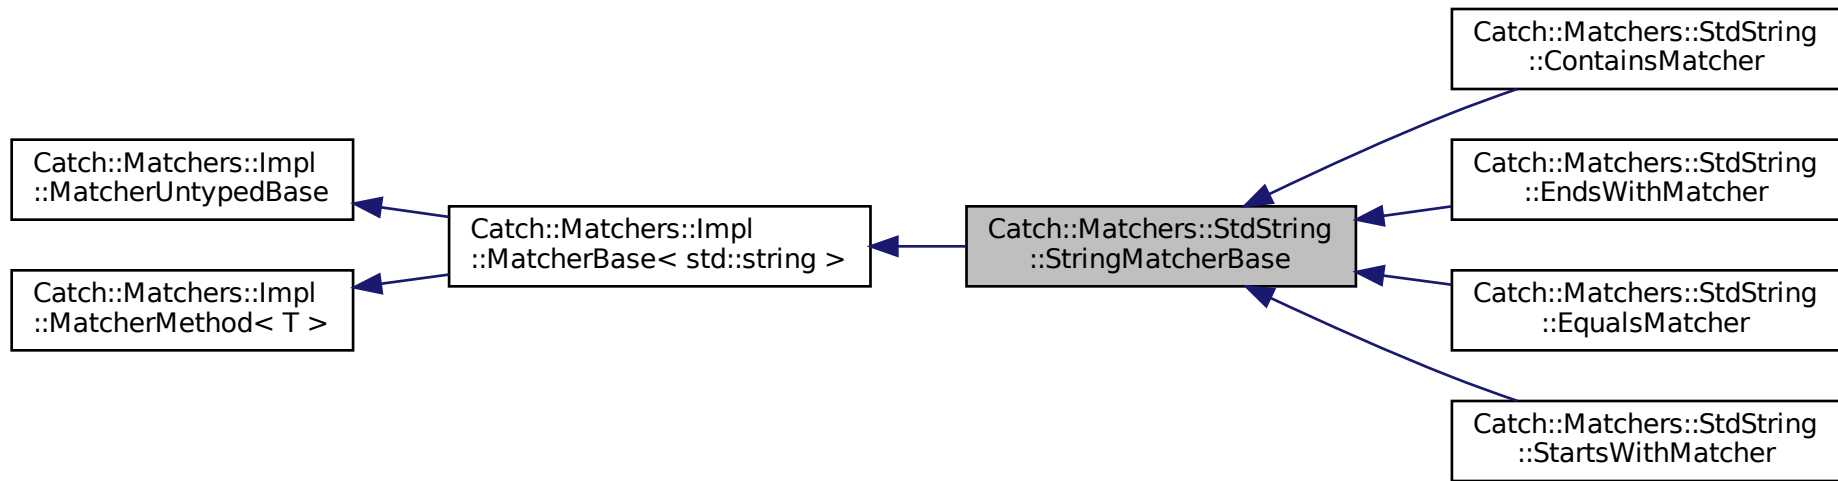 Catch::Matchers::Impl
::MatcherUntypedBase
Catch::Matchers::Impl
::MatcherMethod< T >
Catch::Matchers::Impl
::MatcherBase< std::string >
Catch::Matchers::StdString
::StringMatcherBase
Catch::Matchers::StdString
::ContainsMatcher
Catch::Matchers::StdString
::EndsWithMatcher
Catch::Matchers::StdString
::EqualsMatcher
Catch::Matchers::StdString
::StartsWithMatcher